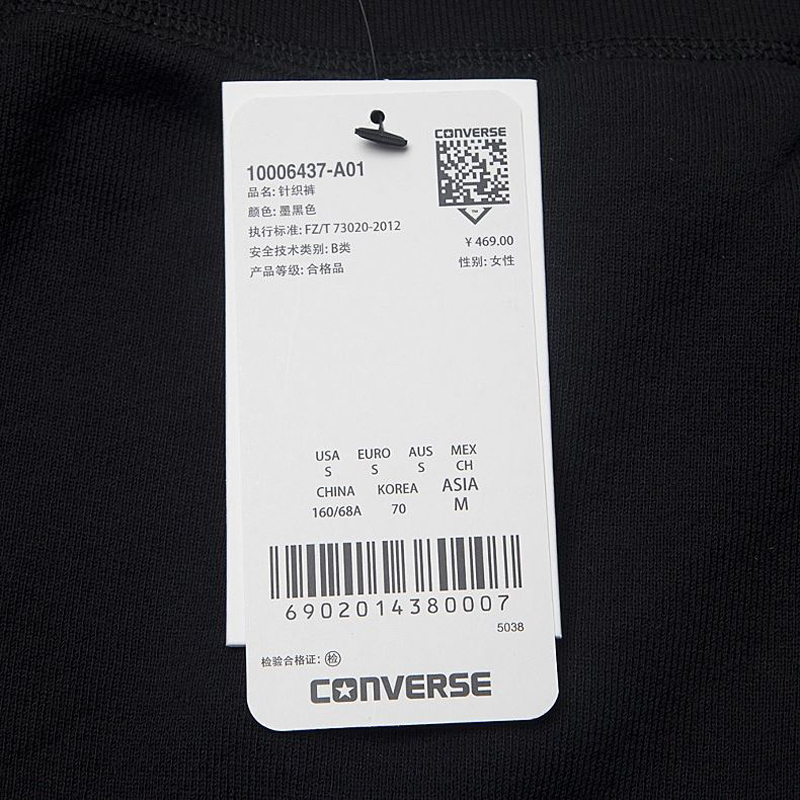 CONVERSE
10006437-A01
品名: 针织裤
颜色: 墨黑色
执行标准: FZ/T 73020-2012
安全技术类别: B类
产品等级: 合格品
¥ 469.00
性别: 女性
USA EURO AUS MEX
S S S CH
CHINA KOREA ASIA
160/68A 70 M
6902014380007
5038
检验合格证: 检
CONVERSE